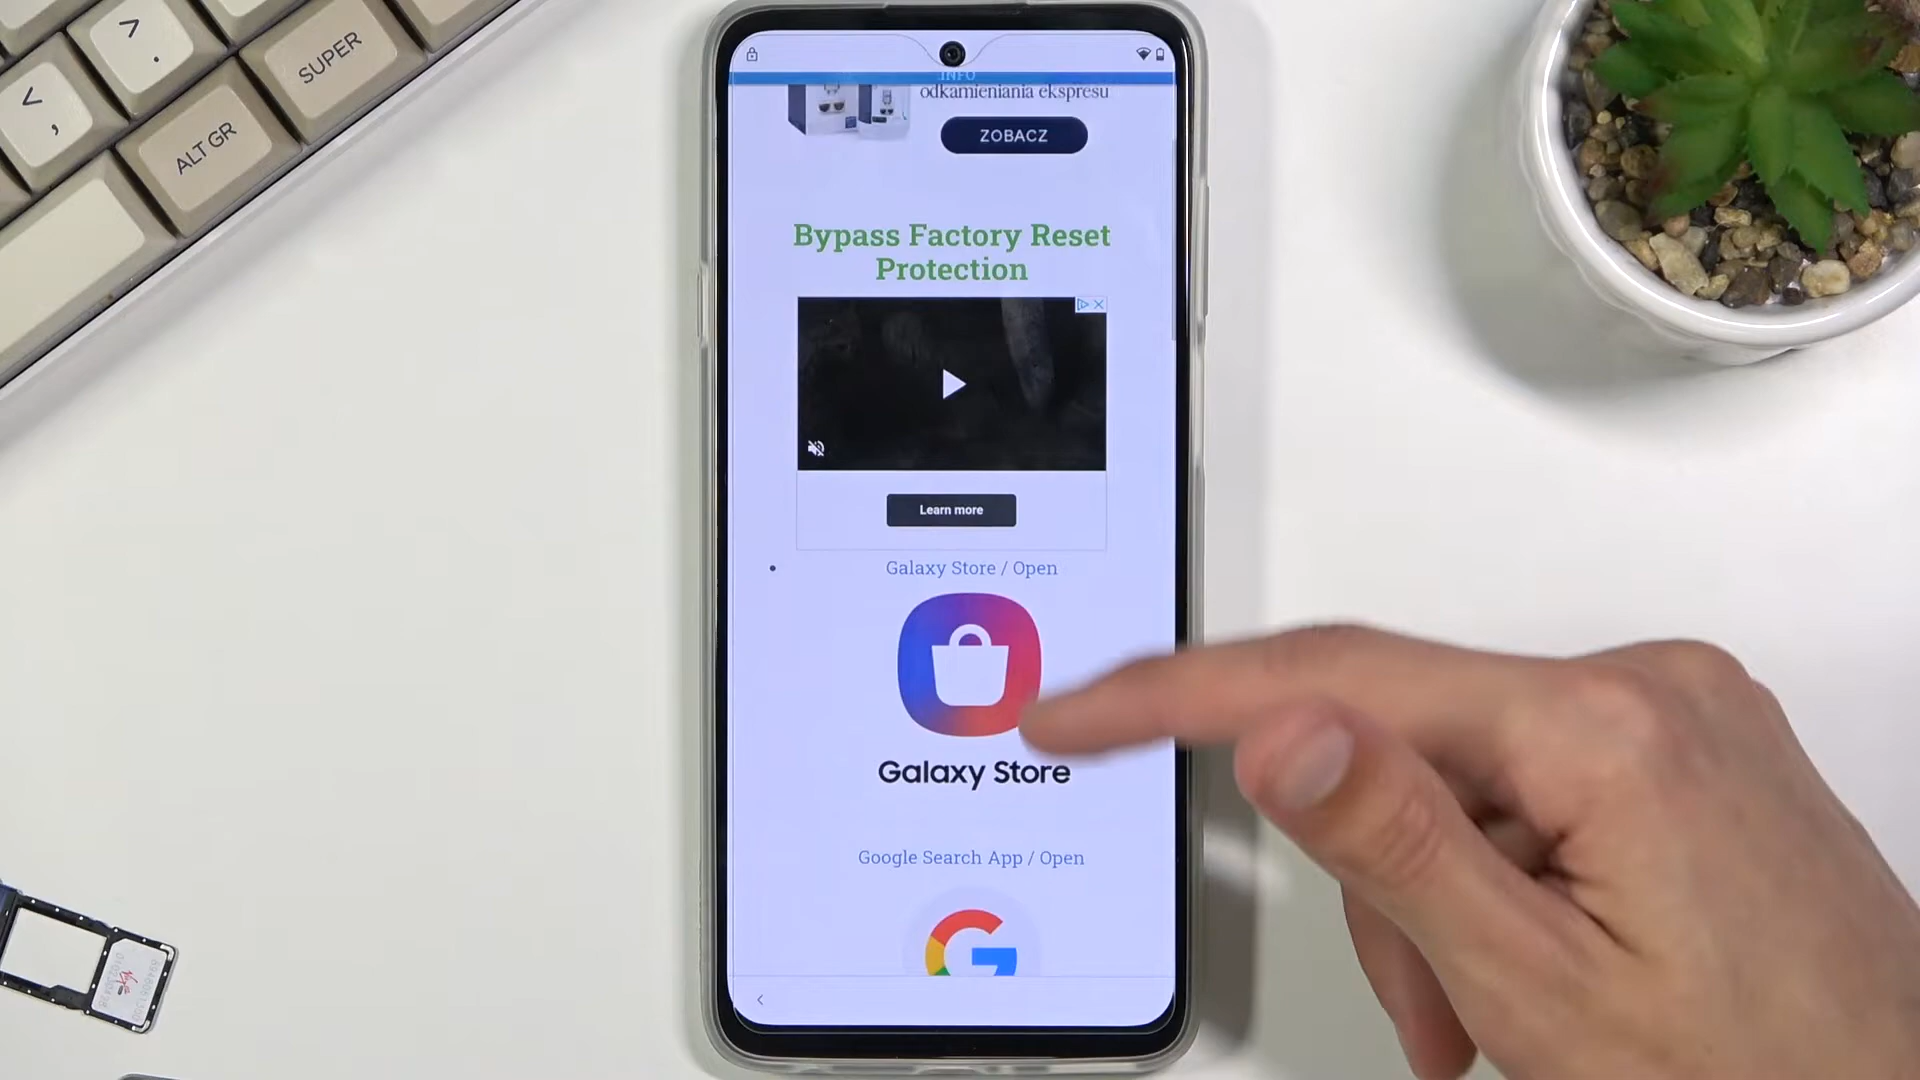 > .
SUPER
< ,
ALT GR
INFO
odkamieniania ekspresu
ZOBACZ
Bypass Factory Reset
Protection
Learn more
Galaxy Store / Open
Galaxy Store
Google Search App / Open
G